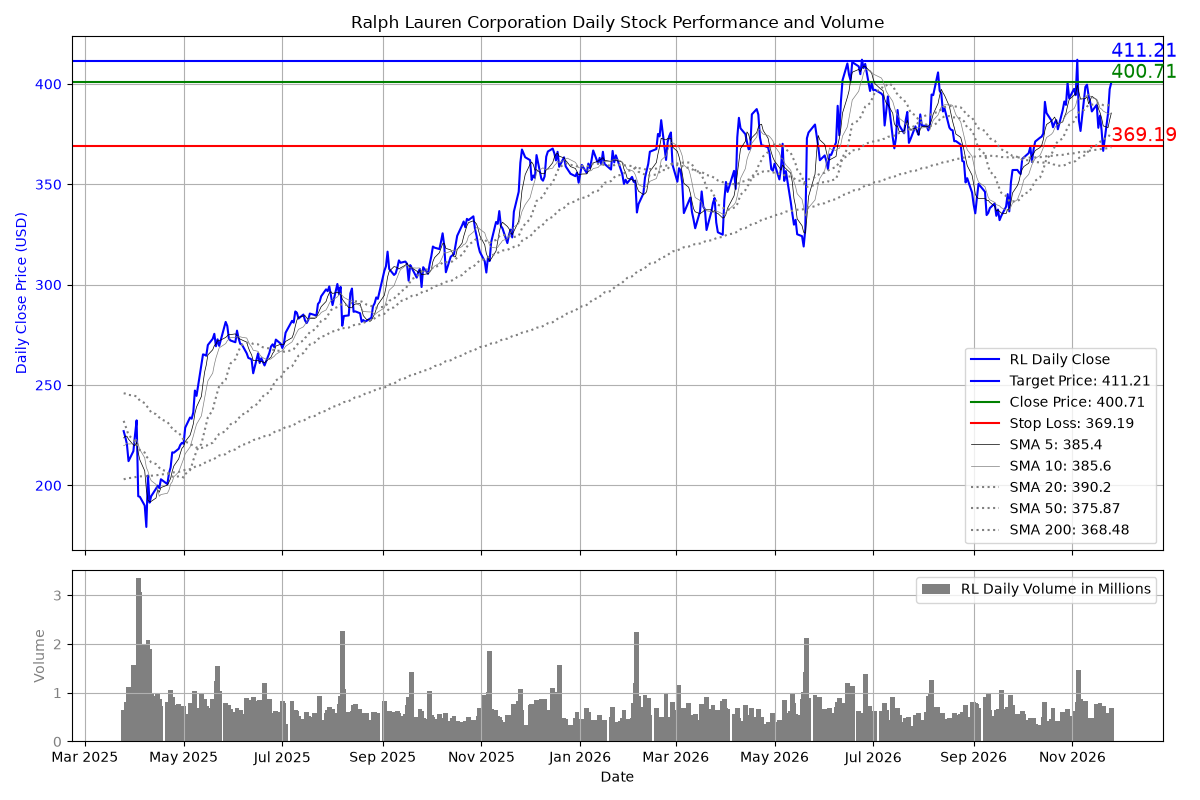 Ralph Lauren Corporation Daily Stock Performance and Volume
411.21
400.71
369.19
400
350
300
250
200
Daily Close Price (USD)
RL Daily Close
Target Price: 411.21
Close Price: 400.71
Stop Loss: 369.19
SMA 5: 385.4
SMA 10: 385.6
SMA 20: 390.2
SMA 50: 375.87
SMA 200: 368.48
RL Daily Volume in Millions
3
2
1
0
Volume
Mar 2025 May 2025 Jul 2025 Sep 2025 Nov 2025 Jan 2026 Mar 2026 May 2026 Jul 2026 Sep 2026 Nov 2026
Date